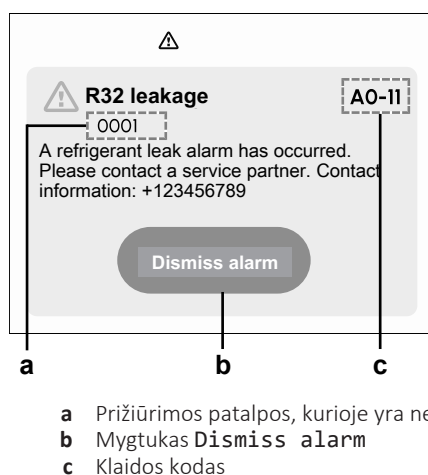 R32 leakage
A0-11
0001
A refrigerant leak alarm has occurred.
Please contact a service partner. Contact
information: +123456789
Dismiss alarm
a b c
a Prižiūrimos patalpos, kurioje yra
b Mygtukas Dismiss alarm
c Klaidos kodas